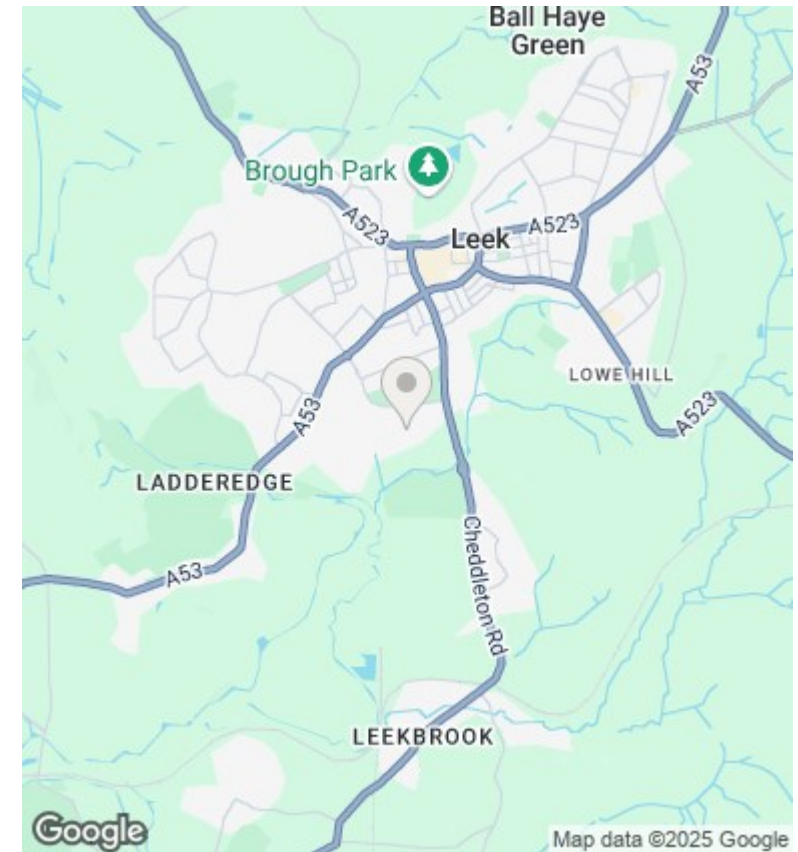 Ball Haye
Green
A53
Brough Park
A523
A523
Leek
LOWE HILL
A53
A523
LADDEREDGE
Cheddleton Rd
A53
LEEKBROOK
Google
Map data ©2025 Google